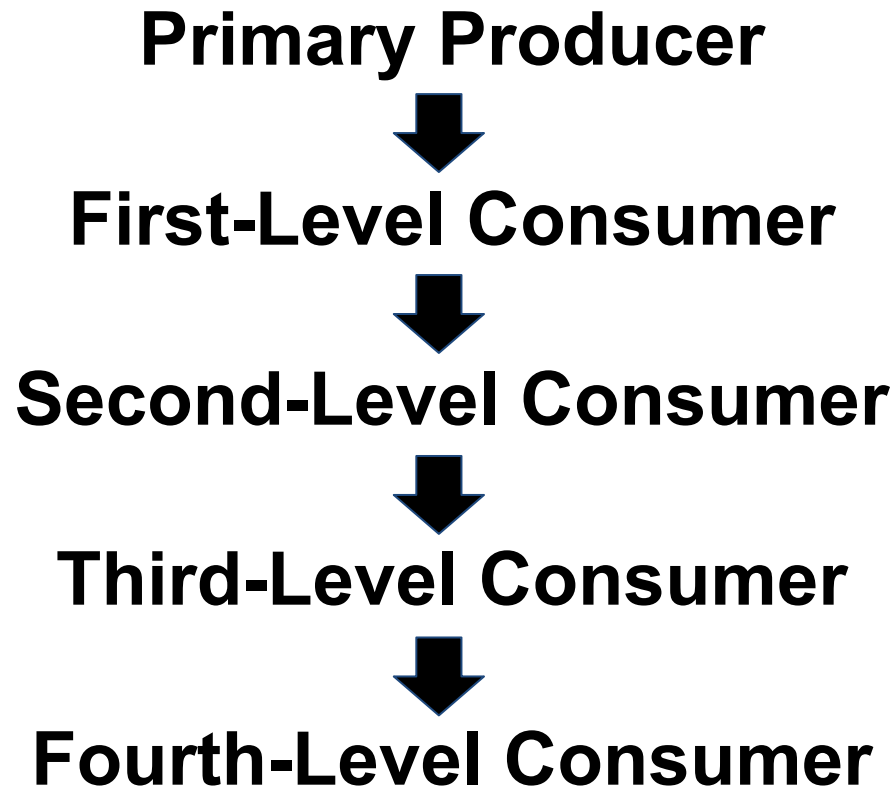 Primary Producer
First-Level Consumer
Second-Level Consumer
Third-Level Consumer
Fourth-Level Consumer